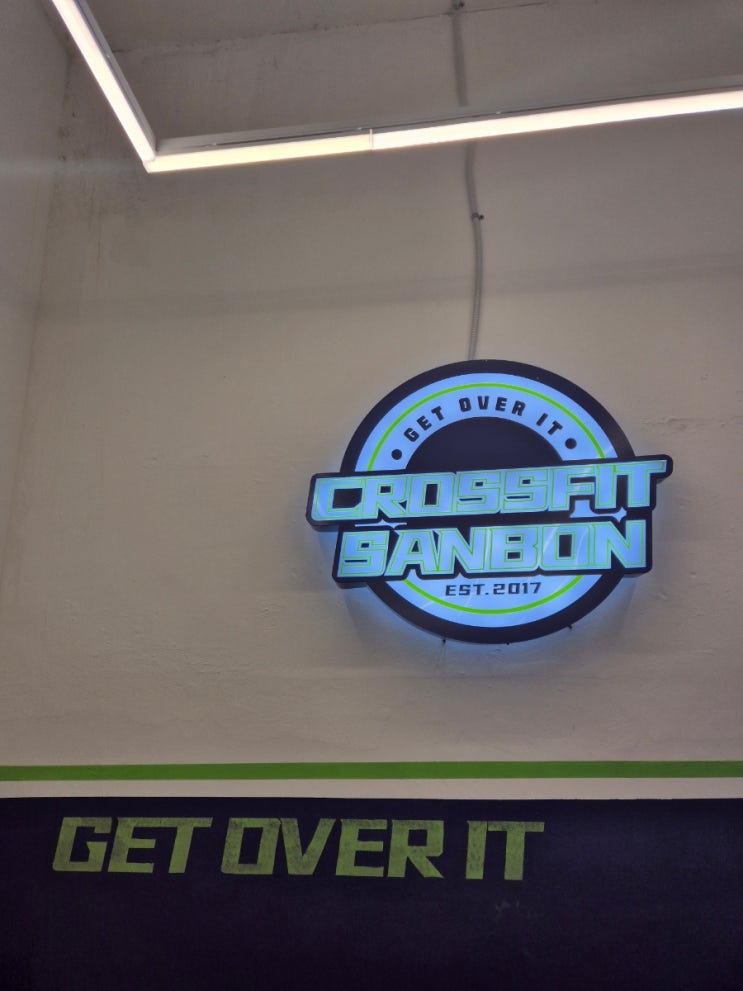 GET OVER IT
CROSSFIT
SANBON
EST.2017
GET OVER IT